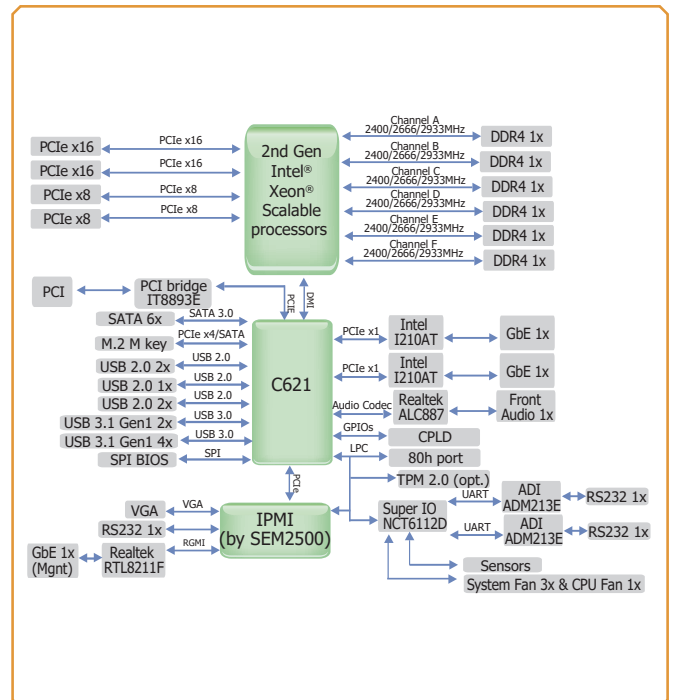 PCIe x16
PCIe x16
PCIe x16
PCIe x16
PCIe x8
PCIe x8
PCIe x8
PCIe x8
2nd Gen
Intel®
Xeon®
Scalable
processors
Channel A
2400/2666/2933MHz
DDR4 1x
Channel B
2400/2666/2933MHz
DDR4 1x
Channel C
2400/2666/2933MHz
DDR4 1x
Channel D
2400/2666/2933MHz
DDR4 1x
Channel E
2400/2666/2933MHz
DDR4 1x
Channel F
2400/2666/2933MHz
DDR4 1x
PCI
PCI bridge
IT8893E
PCIE
DMI
SATA 6x
SATA 3.0
M.2 M key
PCIe x4/SATA
USB 2.0 2x
USB 2.0
USB 2.0 1x
USB 2.0
USB 2.0 2x
USB 2.0
USB 3.1 Gen1 2x
USB 3.0
USB 3.1 Gen1 4x
USB 3.0
SPI BIOS
SPI
C621
PCIe x1
Intel
I210AT
GbE 1x
PCIe x1
Intel
I210AT
GbE 1x
Audio Codec
Realtek
ALC887
Front
Audio 1x
GPIOs
CPLD
LPC
80h port
TPM 2.0 (opt.)
PCIe
VGA
VGA
RS232 1x
GbE 1x
(Mgnt)
Realtek
RTL8211F
RGMI
IPMI
(by SEM2500)
Super IO
NCT6112D
UART
ADI
ADM213E
RS232 1x
UART
ADI
ADM213E
RS232 1x
Sensors
System Fan 3x & CPU Fan 1x